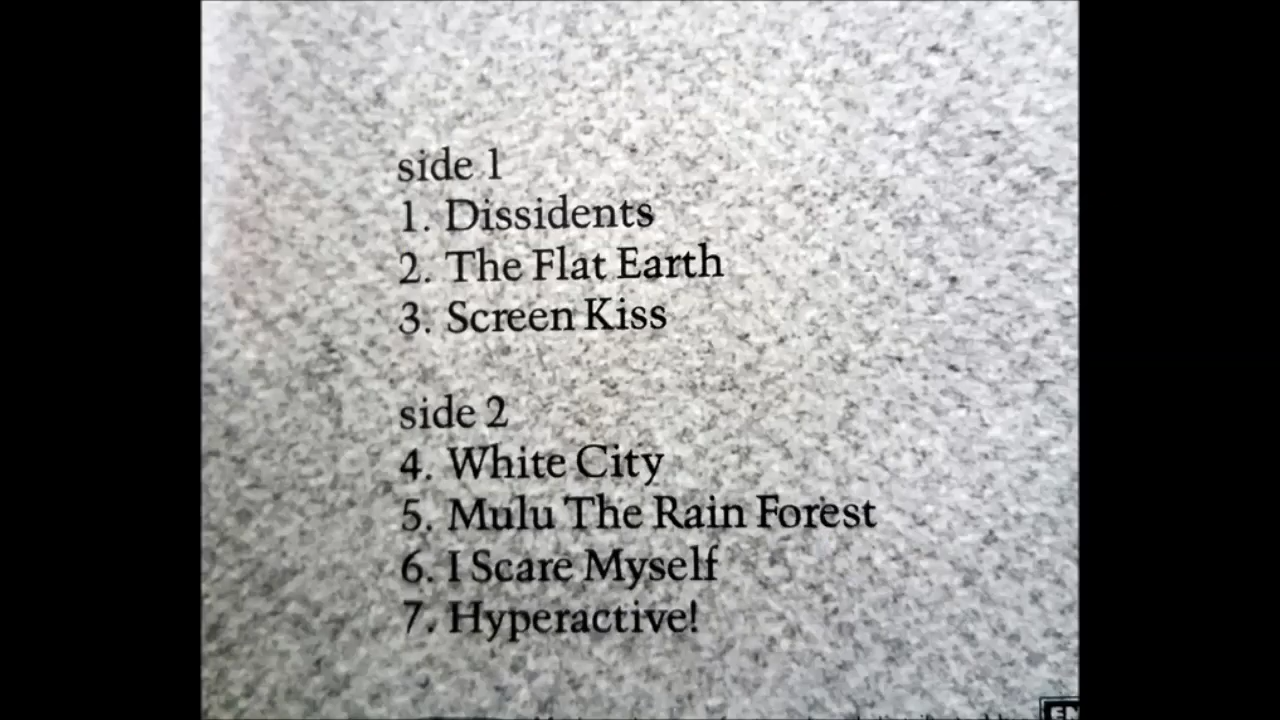 side 1
1. Dissidents
2. The Flat Earth
3. Screen Kiss
side 2
4. White City
5. Mulu The Rain Forest
6. I Scare Myself
7. Hyperactive!